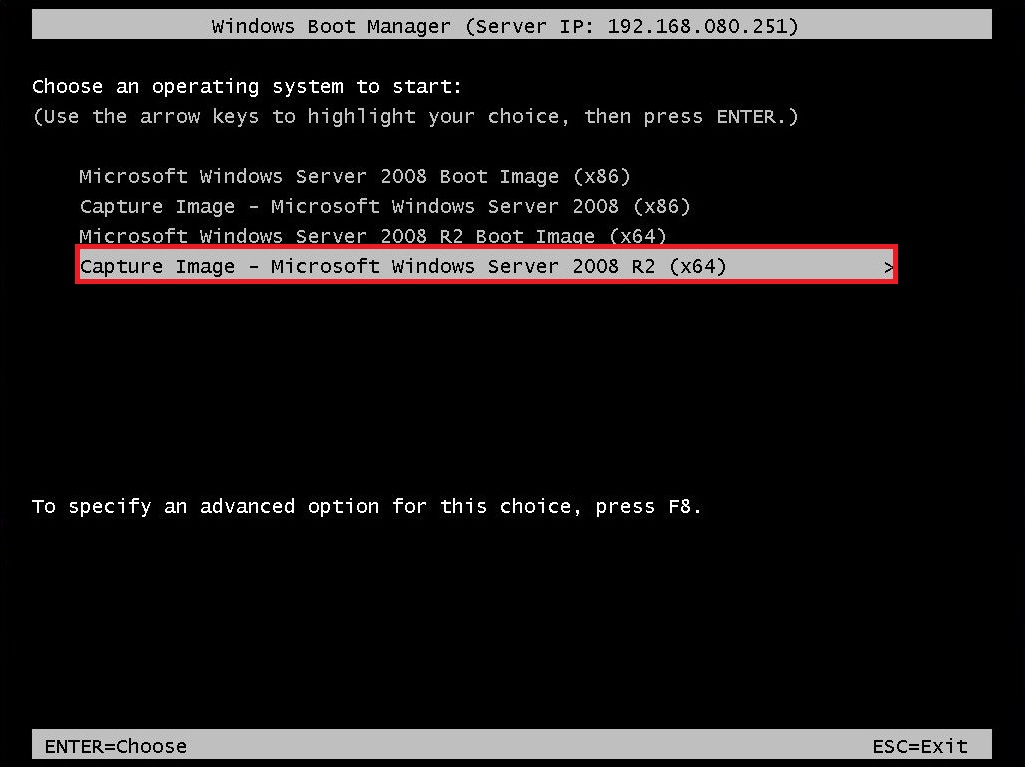 Windows Boot Manager (Server IP: 192.168.080.251)
Choose an operating system to start:
(Use the arrow keys to highlight your choice, then press ENTER.)
Microsoft Windows Server 2008 Boot Image (x86)
Capture Image - Microsoft Windows Server 2008 (x86)
Microsoft Windows Server 2008 R2 Boot Image (x64)
Capture Image - Microsoft Windows Server 2008 R2 (x64) >
To specify an advanced option for this choice, press F8.
ENTER=Choose ESC=Exit